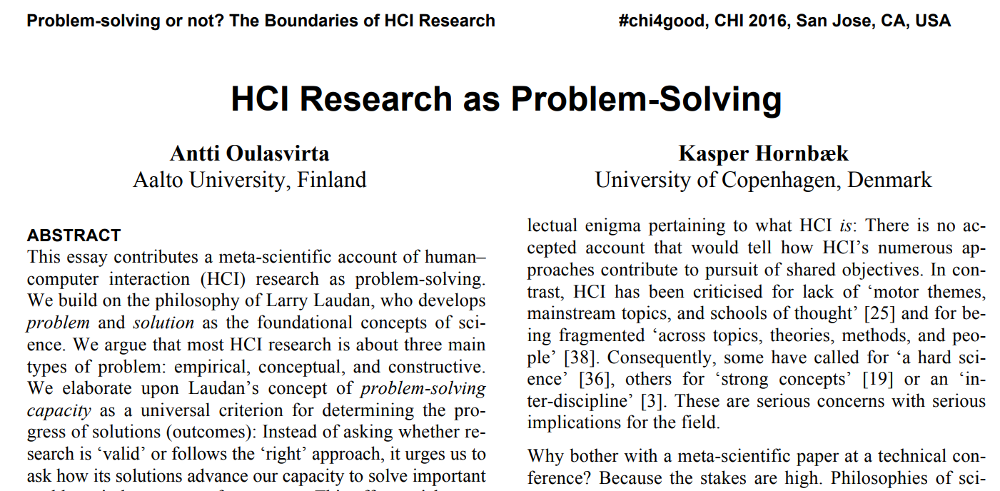 Problem-solving or not? The Boundaries of HCI Research
#chi4good, CHI 2016, San Jose, CA, USA
HCI Research as Problem-Solving
Antti Oulasvirta
Aalto University, Finland
Kasper Hornbæk
University of Copenhagen, Denmark
ABSTRACT
This essay contributes a meta-scientific account of human–
computer interaction (HCI) research as problem-solving.
We build on the philosophy of Larry Laudan, who develops
problem and solution as the foundational concepts of sci-
ence. We argue that most HCI research is about three main
types of problem: empirical, conceptual, and constructive.
We elaborate upon Laudan’s concept of problem-solving
capacity as a universal criterion for determining the pro-
gress of solutions (outcomes): Instead of asking whether re-
search is ‘valid’ or follows the ‘right’ approach, it urges us to
ask how its solutions advance our capacity to solve important
lectual enigma pertaining to what HCI is: There is no ac-
cepted account that would tell how HCI’s numerous ap-
proaches contribute to pursuit of shared objectives. In con-
trast, HCI has been criticised for lack of ‘motor themes,
mainstream topics, and schools of thought’ [25] and for be-
ing fragmented ‘across topics, theories, methods, and peo-
ple’ [38]. Consequently, some have called for ‘a hard sci-
ence’ [36], others for ‘strong concepts’ [19] or an ‘in-
ter-discipline’ [3]. These are serious concerns with serious
implications for the field.
Why bother with a meta-scientific paper at a technical con-
ference? Because the stakes are high. Philosophies of sci-